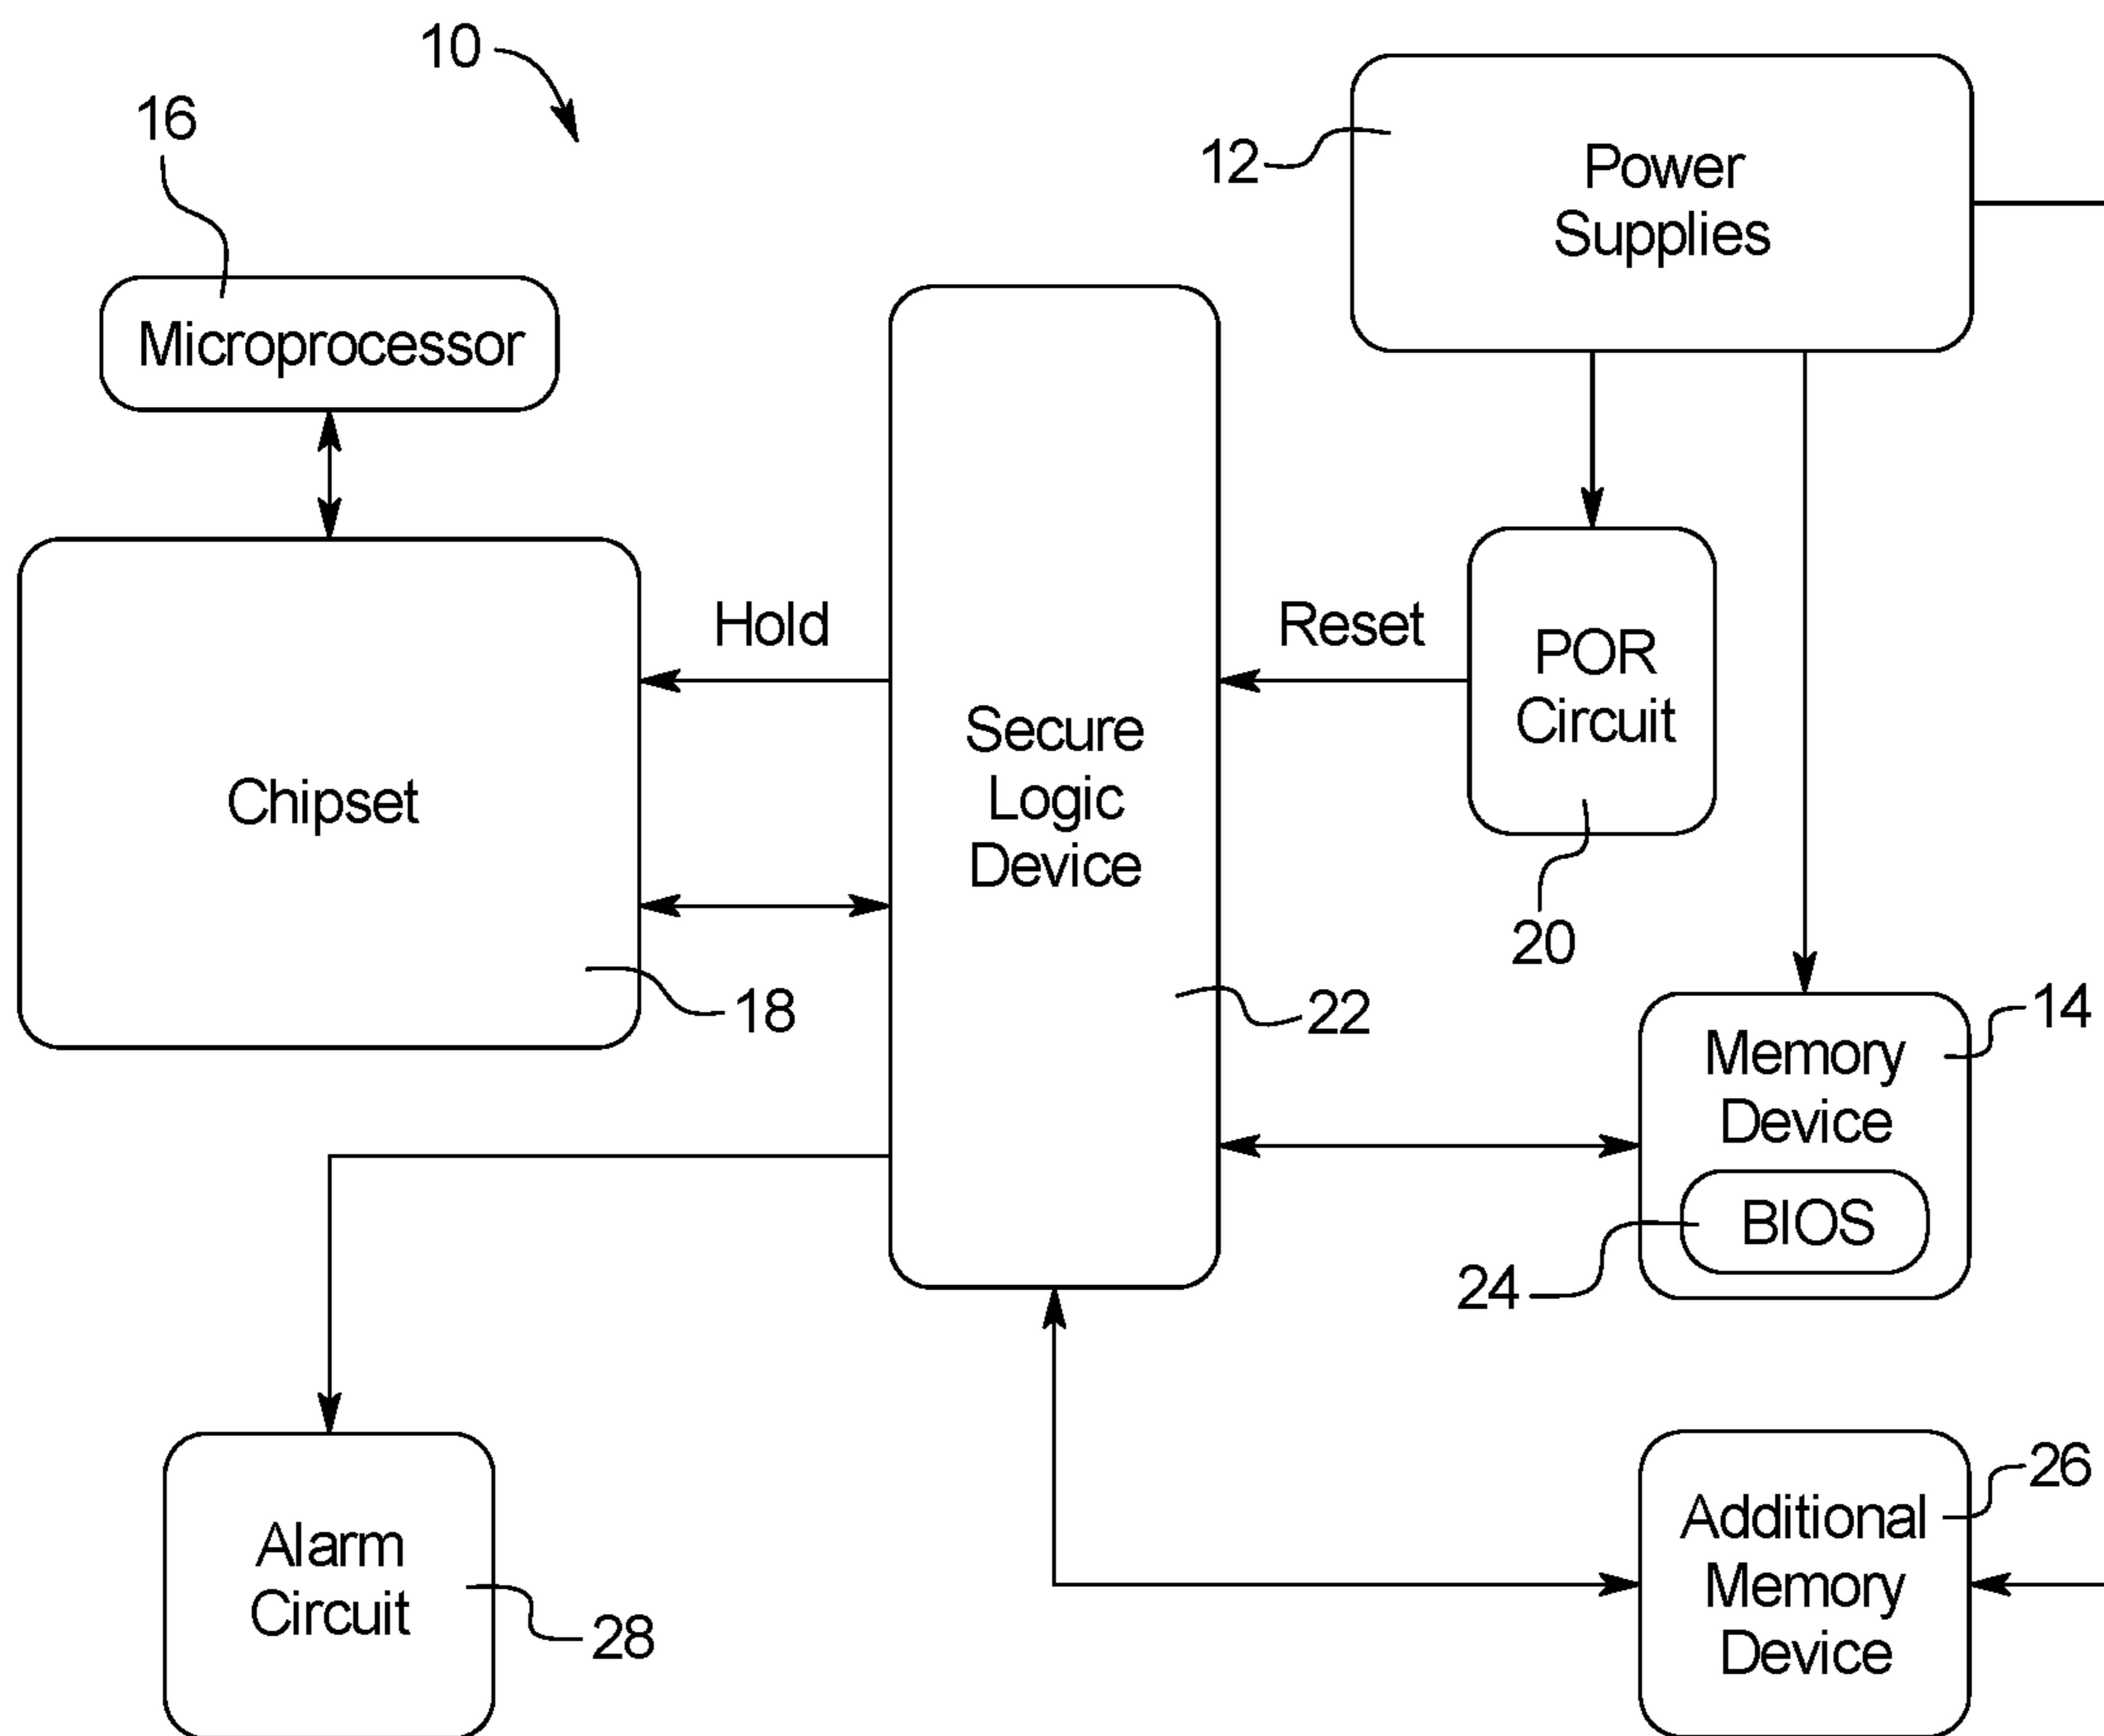 10
16
12
Power
Supplies
Microprocessor
Hold
Reset
POR
Circuit
Secure
Logic
Device
Chipset
20
18
22
14
Memory
Device
BIOS
24
26
Additional
Memory
Device
Alarm
Circuit
28